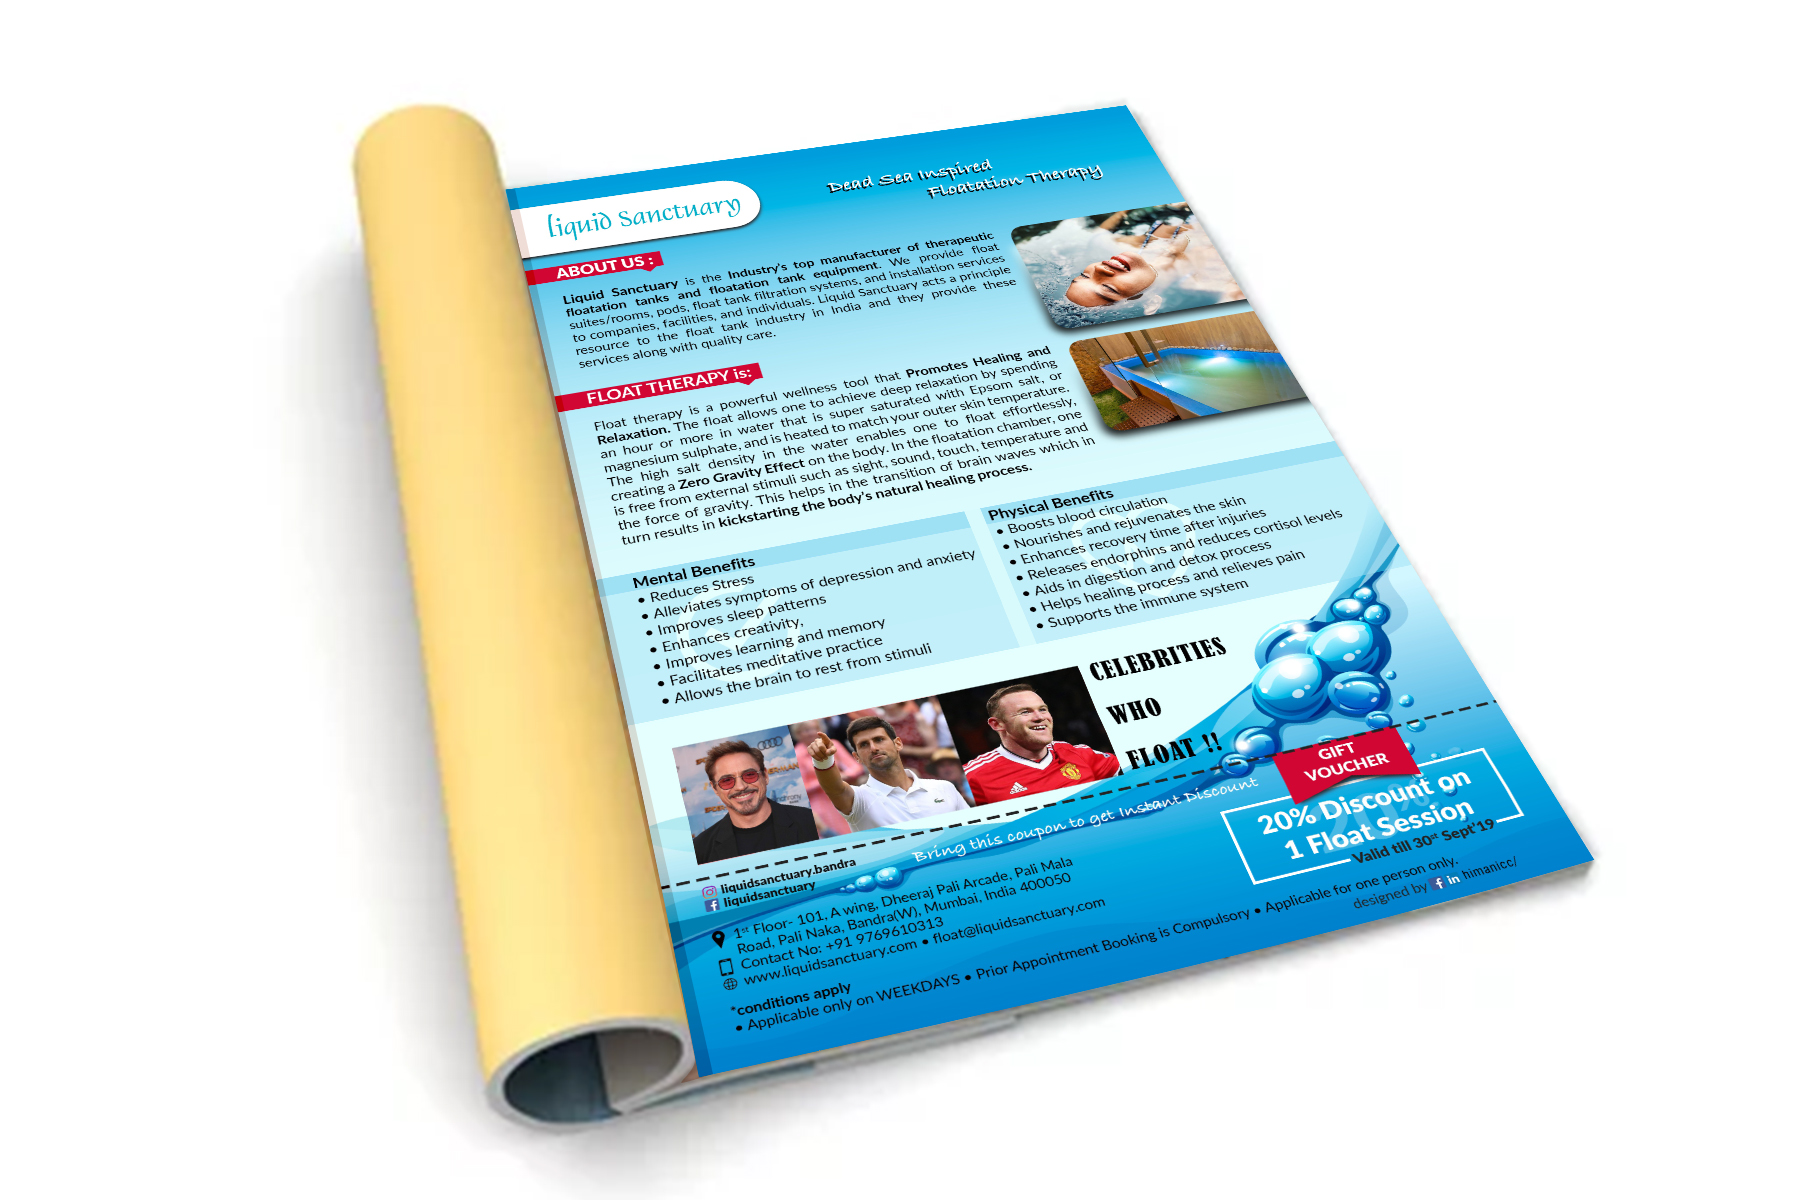 liquid Sanctuary
Dead Sea Inspired
Floatation Therapy
ABOUT US :
Liquid Sanctuary is the Industry's top manufacturer of therapeutic
floatation tanks and floatation tank equipment. We provide float
suites/rooms, pods, float tank filtration systems, and installation services
to companies, facilities, and individuals. Liquid Sanctuary acts a principle
resource to the float tank industry in India and they provide these
services along with quality care.
FLOAT THERAPY is:
Float therapy is a powerful wellness tool that Promotes Healing and
Relaxation. The float allows one to achieve deep relaxation by spending
an hour or more in water that is super saturated with Epsom salt, or
magnesium sulphate, and is heated to match your outer skin temperature.
The high salt density in the water enables one to float effortlessly,
creating a Zero Gravity Effect on the body. In the floatation chamber, one
is free from external stimuli such as sight, sound, touch, temperature and
the force of gravity. This helps in the transition of brain waves which in
turn results in kickstarting the body's natural healing process.
Mental Benefits
• Reduces Stress
• Alleviates symptoms of depression and anxiety
• Improves sleep patterns
• Enhances creativity,
• Improves learning and memory
• Facilitates meditative practice
• Allows the brain to rest from stimuli
Physical Benefits
• Boosts blood circulation
• Nourishes and rejuvenates the skin
• Enhances recovery time after injuries
• Releases endorphins and reduces cortisol levels
• Aids in digestion and detox process
• Helps healing process and relieves pain
• Supports the immune system
CELEBRITIES
WHO
FLOAT !!
Bring this coupon to get Instant Discount
GIFT
VOUCHER
20% Discount on
1 Float Session
Valid till 30st Sept'19
liquidsanctuary.bandra
liquidsanctuary
1st Floor- 101, A wing, Dheeraj Pali Arcade, Pali Mala
Road, Pali Naka, Bandra(W), Mumbai, India 400050
Contact No: +91 9769610313
www.liquidsanctuary.com • float@liquidsanctuary.com
*conditions apply
• Applicable only on WEEKDAYS • Prior Appointment Booking is Compulsory • Applicable for one person only.
designed by f in himanicc/